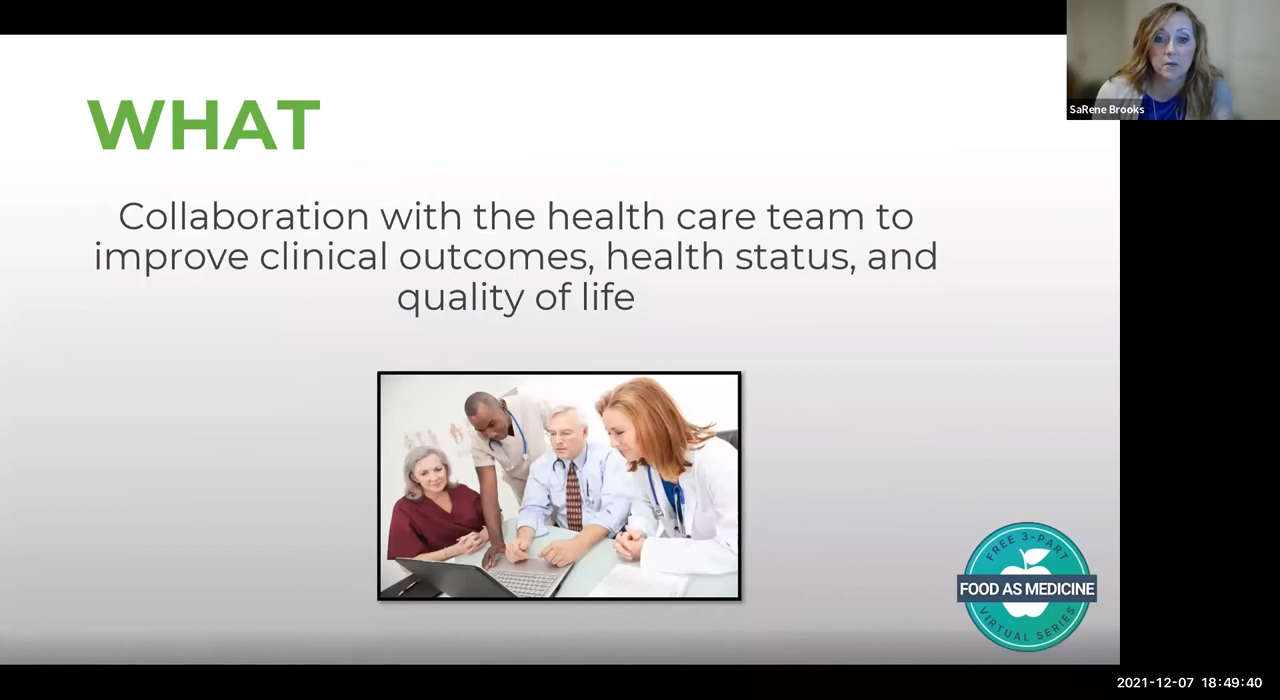 SaRene Brooks
WHAT
Collaboration with the health care team to
improve clinical outcomes, health status, and
quality of life
FREE 3-PART
FOOD AS MEDICINE
VIRTUAL SERIES
2021-12-07 18:49:40